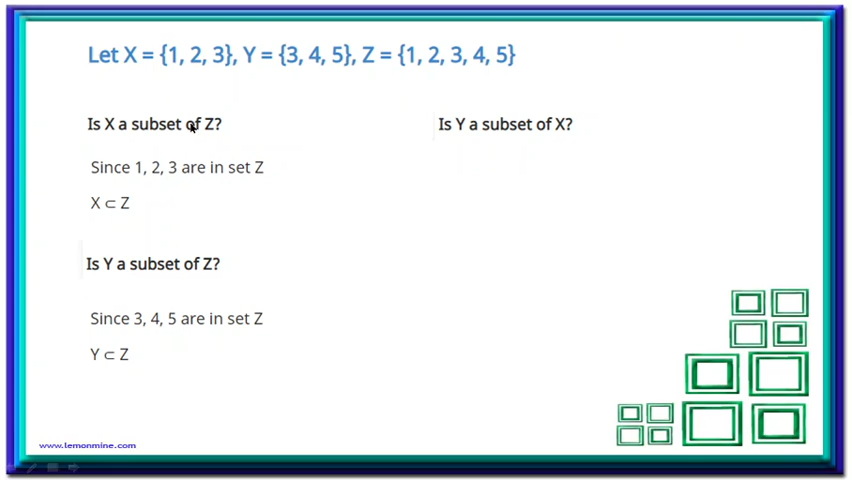 Let X = {1, 2, 3}, Y = {3, 4, 5}, Z = {1, 2, 3, 4, 5}
Is X a subset of Z?
Since 1, 2, 3 are in set Z
X ⊂ Z
Is Y a subset of Z?
Since 3, 4, 5 are in set Z
Y ⊂ Z
Is Y a subset of X?
www.lemonmine.com